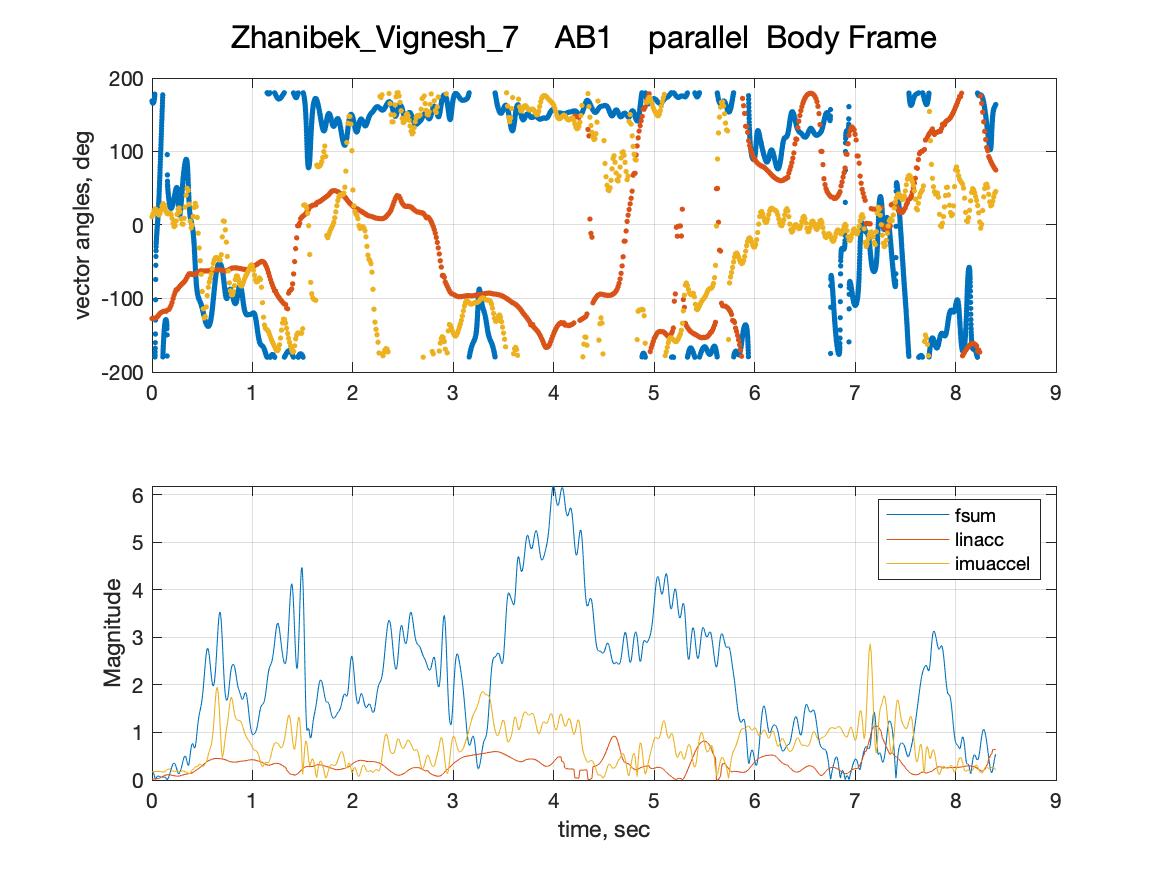 Zhanibek_Vignesh_7 AB1 parallel Body Frame
200
100
0
-100
-200
vector angles, deg
0 1 2 3 4 5 6 7 8 9
6
5
4
3
2
1
0
Magnitude
fsum
linacc
imuaccel
0 1 2 3 4 5 6 7 8 9
time, sec